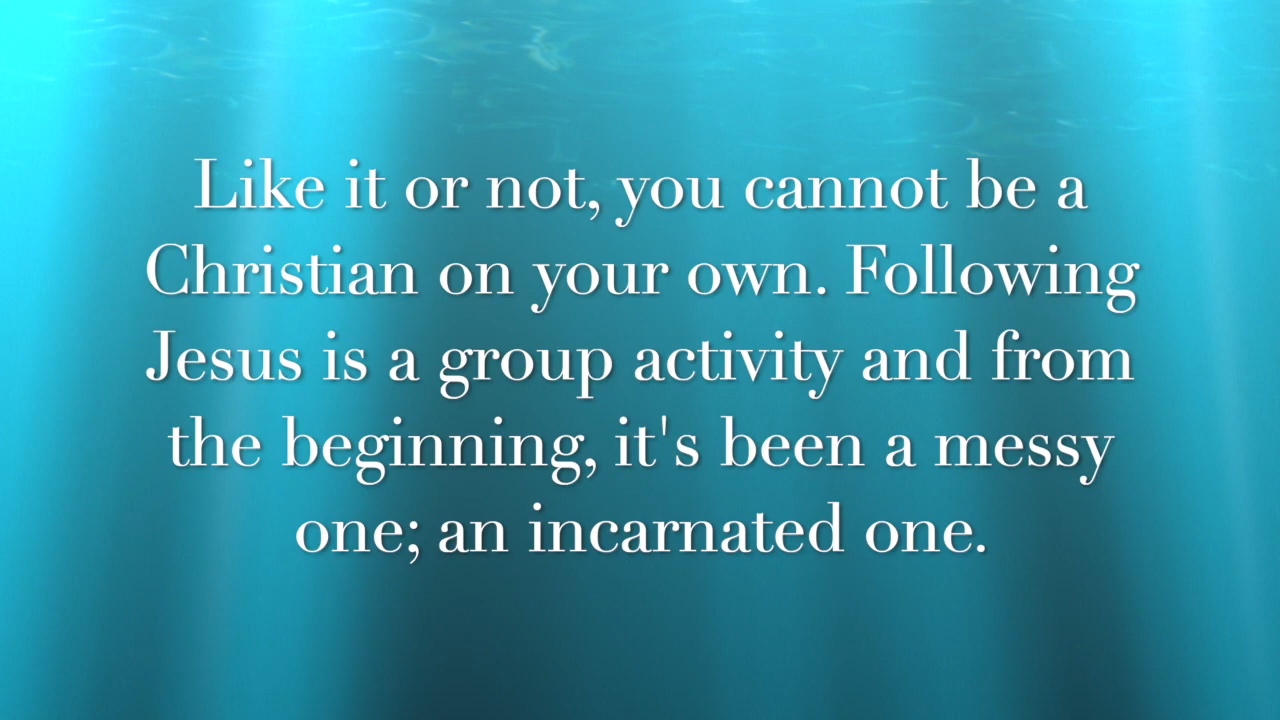 Like it or not, you cannot be a
Christian on your own. Following
Jesus is a group activity and from
the beginning, it's been a messy
one; an incarnated one.